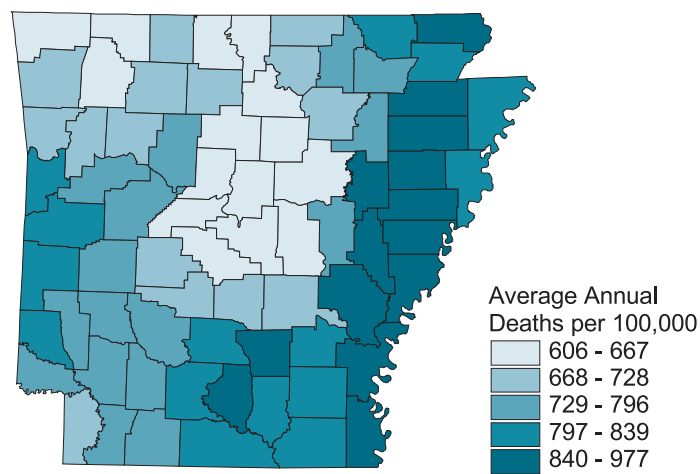 Average Annual
Deaths per 100,000
606 - 667
668 - 728
729 - 796
797 - 839
840 - 977